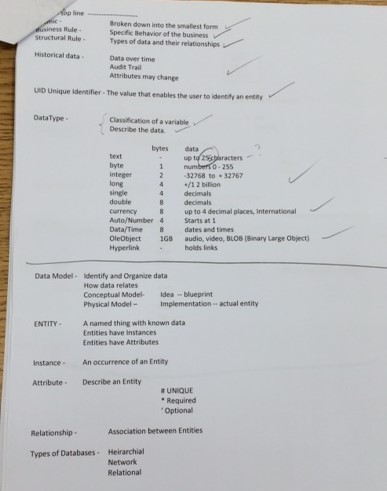 top line
Broken down into the smallest form
Business Rule - Specific Behavior of the business
Structural Rule - Types of data and their relationships
Historical data - Data over time
Audit Trail
Attributes may change
UID Unique Identifier - The value that enables the user to identify an entity
DataType - Classification of a variable
Describe the data.
bytes data
text - up to 25 characters - ?
byte 1 numbers 0 - 255
integer 2 -32768 to + 32767
long 4 +/1 2 billion
single 4 decimals
double 8 decimals
currency 8 up to 4 decimal places, International
Auto/Number 4 Starts at 1
Data/Time 8 dates and times
OleObject 1GB audio, video, BLOB (Binary Large Object)
Hyperlink - holds links
Data Model - Identify and Organize data
How data relates
Conceptual Model- Idea -- blueprint
Physical Model – Implementation -- actual entity
ENTITY - A named thing with known data
Entities have Instances
Entities have Attributes
Instance - An occurrence of an Entity
Attribute - Describe an Entity
# UNIQUE
* Required
' Optional
Relationship - Association between Entities
Types of Databases - Heirarchial
Network
Relational